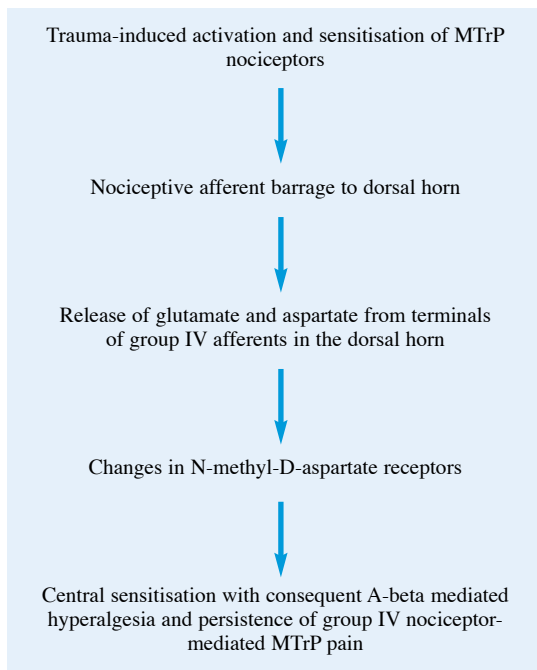 Trauma-induced activation and sensitisation of MTrP
nociceptors
Nociceptive afferent barrage to dorsal horn
Release of glutamate and aspartate from terminals
of group IV afferents in the dorsal horn
Changes in N-methyl-D-aspartate receptors
Central sensitisation with consequent A-beta mediated
hyperalgesia and persistence of group IV nociceptor-
mediated MTrP pain